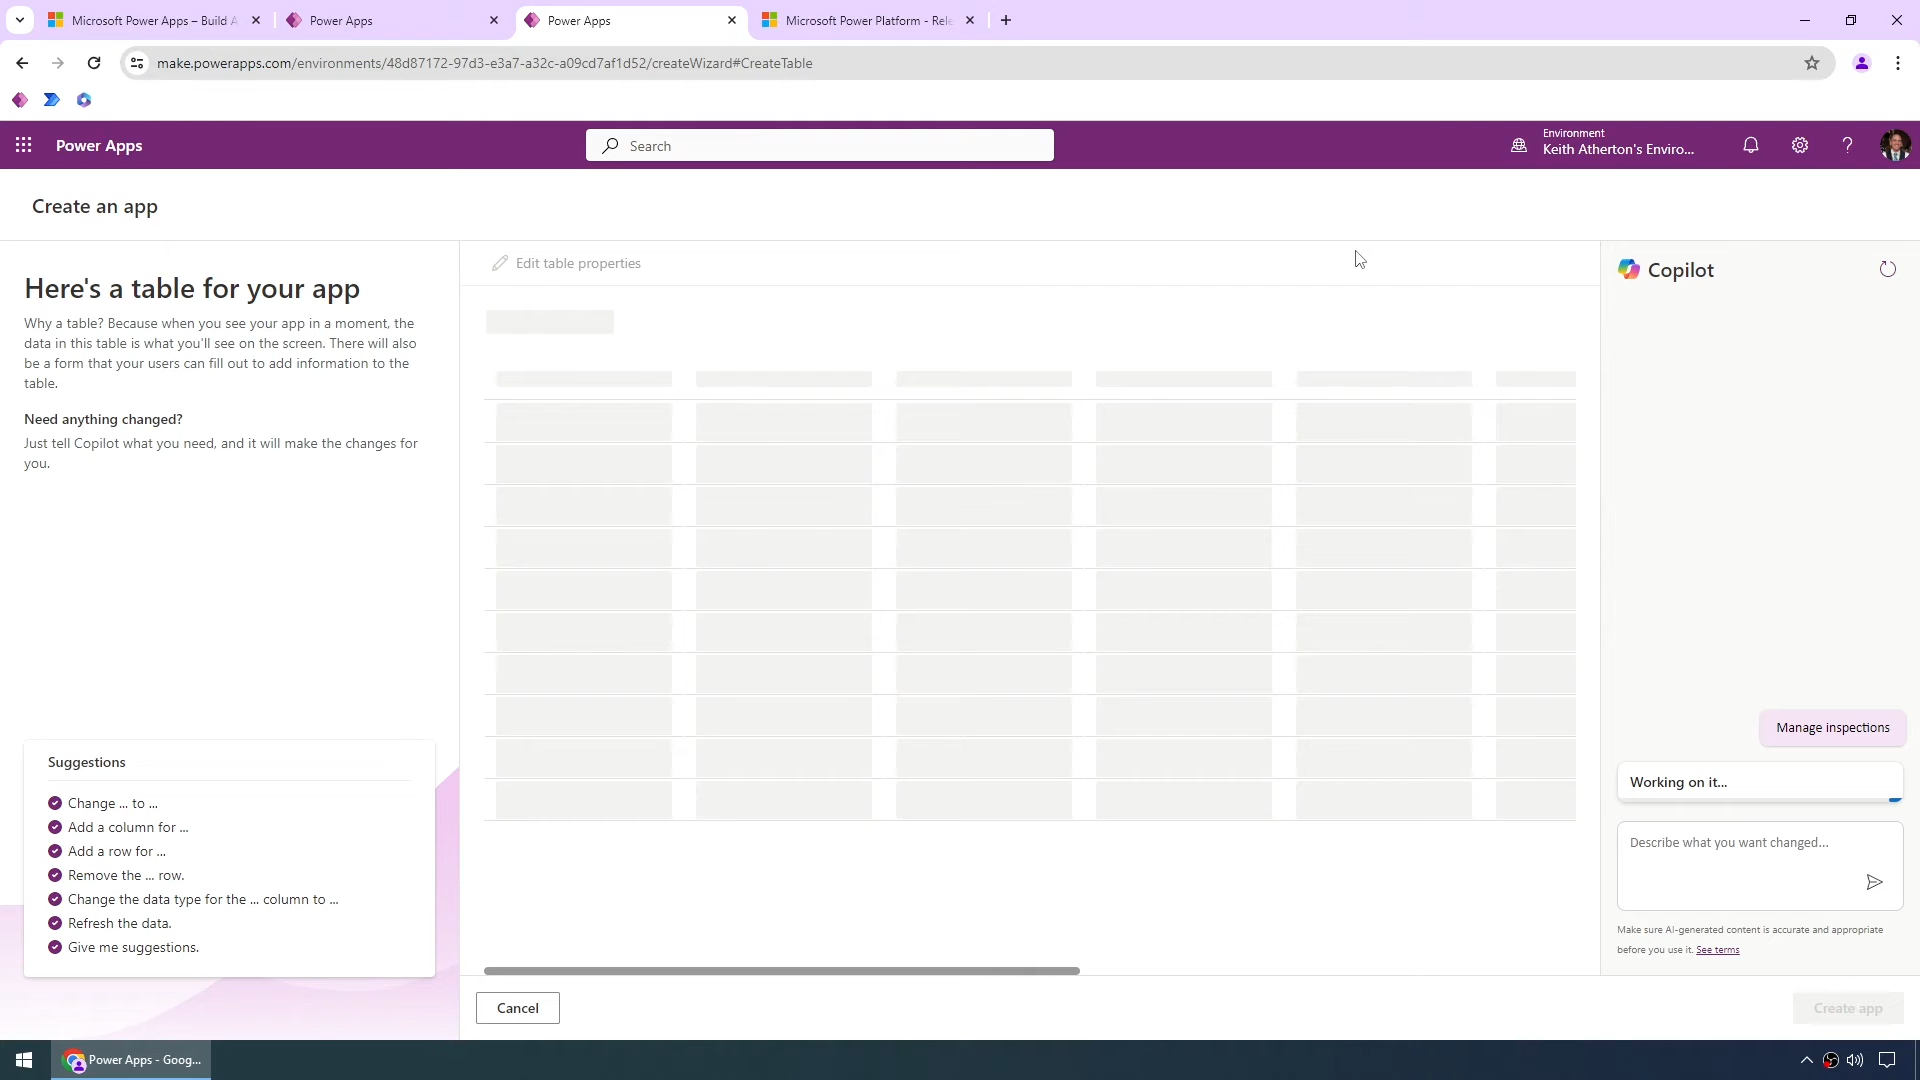 Microsoft Power Apps – Build A
Power Apps
Power Apps
Microsoft Power Platform - Rele
make.powerapps.com/environments/48d87172-97d3-e3a7-a32c-a09cd7af1d52/createWizard#CreateTable
Power Apps
Search
Environment
Keith Atherton's Enviro...
Create an app
Here's a table for your app
Why a table? Because when you see your app in a moment, the
data in this table is what you'll see on the screen. There will also
be a form that your users can fill out to add information to the
table.
Need anything changed?
Just tell Copilot what you need, and it will make the changes for
you.
Suggestions
Change ... to ...
Add a column for ...
Add a row for ...
Remove the ... row.
Change the data type for the ... column to ...
Refresh the data.
Give me suggestions.
Edit table properties
Copilot
Manage inspections
Working on it...
Describe what you want changed...
Make sure AI-generated content is accurate and appropriate
before you use it. See terms
Cancel
Create app
Power Apps - Goog...